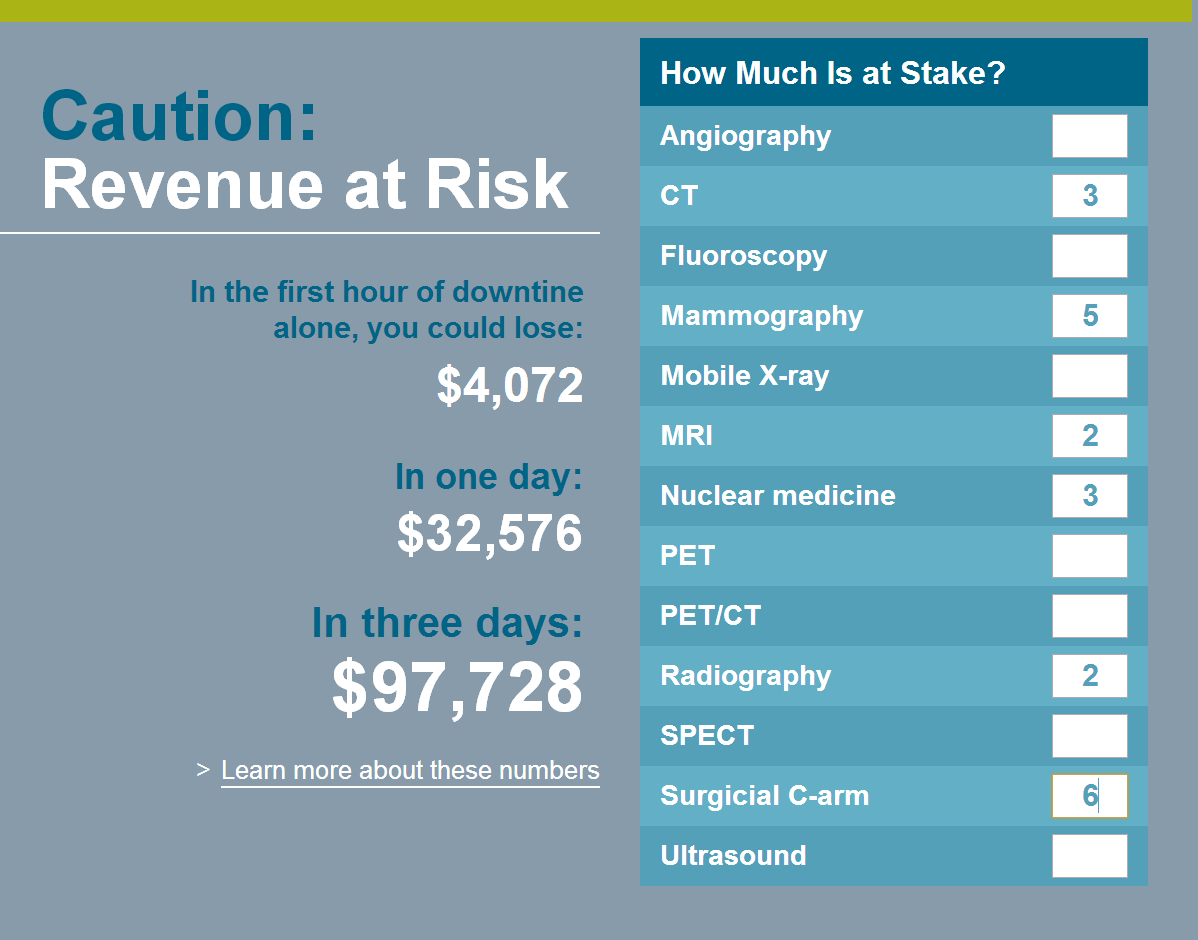 Caution:
Revenue at Risk
In the first hour of downtine
alone, you could lose:
$4,072
In one day:
$32,576
In three days:
$97,728
> Learn more about these numbers
How Much Is at Stake?
Angiography
CT 3
Fluoroscopy
Mammography 5
Mobile X-ray
MRI 2
Nuclear medicine 3
PET
PET/CT
Radiography 2
SPECT
Surgicial C-arm 6
Ultrasound